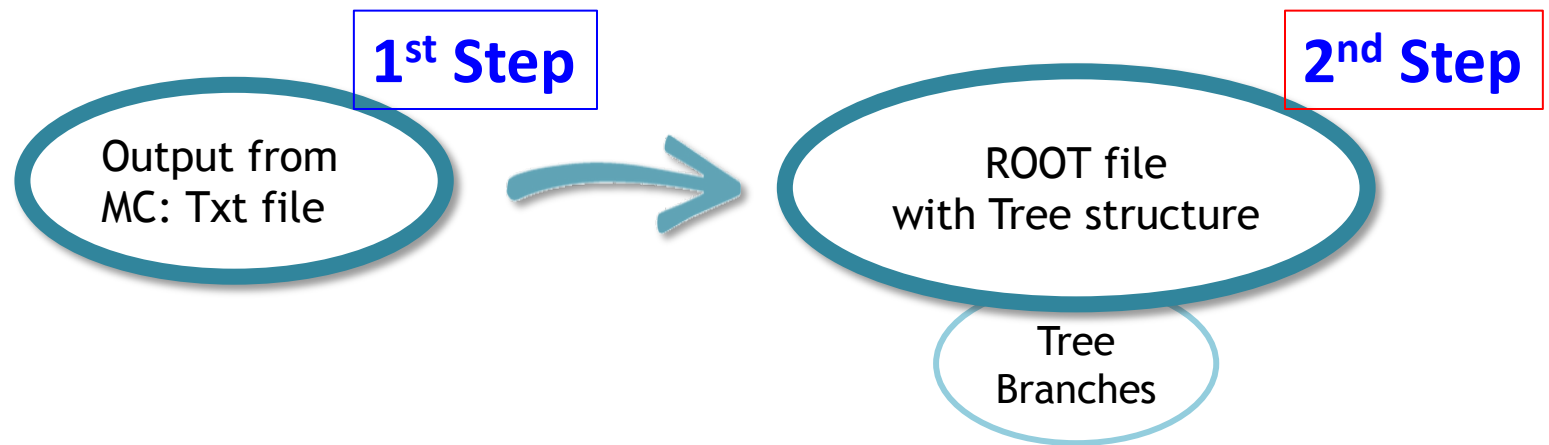 1st Step
Output from
MC: Txt file
2nd Step
ROOT file
with Tree structure
Tree
Branches